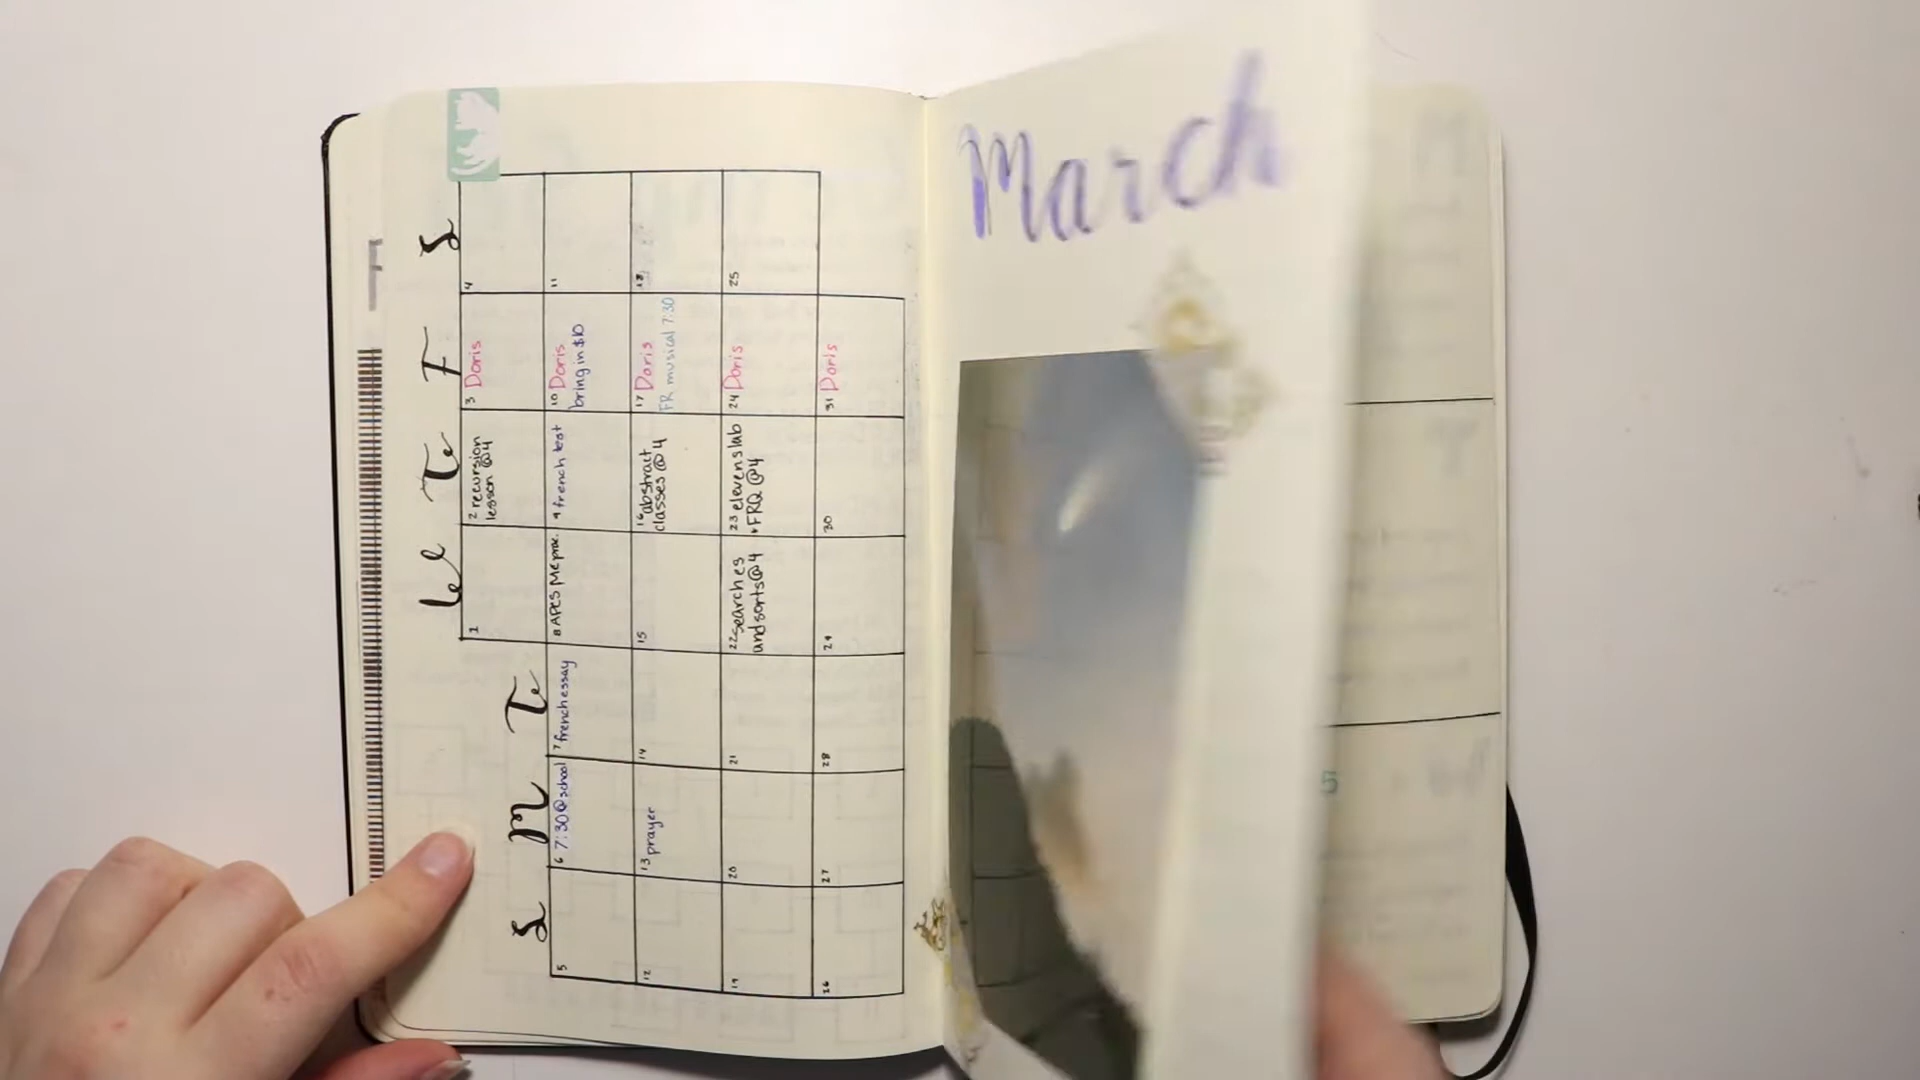 March
S
M
T
W
T
F
S
1
2 recursion
lesson @4
3 Doris
4
5
6 7:30@school
7 french essay
8 APES ME prac.
9 french test
10 Doris
bring in $10
11
12
13 prayer
14
15
16 abstract
classes @ 4
17 Doris
FR musical 7:30
18
19
20
21
22 searches
and sorts@4
23 elevens lab
+FRQ @4
24 Doris
25
26
27
28
29
30
31 Doris
5